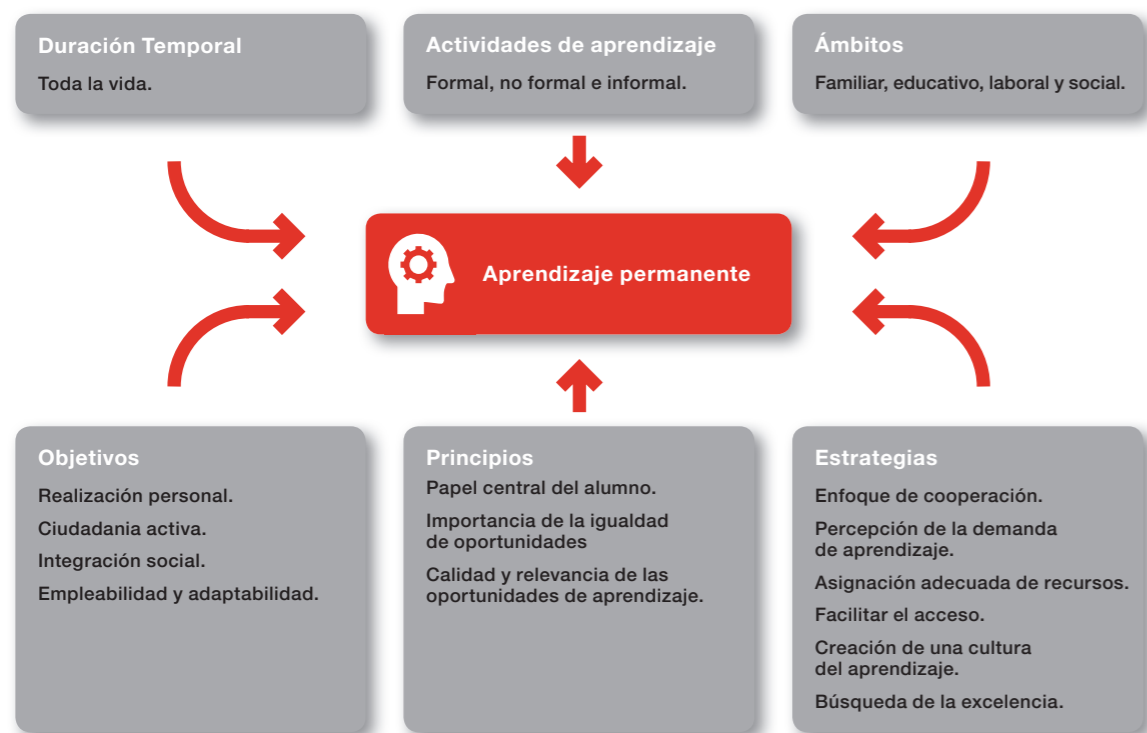 Duración Temporal
Toda la vida.
Actividades de aprendizaje
Formal, no formal e informal.
Ámbitos
Familiar, educativo, laboral y social.
Aprendizaje permanente
Objetivos
Realización personal.
Ciudadania activa.
Integración social.
Empleabilidad y adaptabilidad.
Principios
Papel central del alumno.
Importancia de la igualdad
de oportunidades
Calidad y relevancia de las
oportunidades de aprendizaje.
Estrategias
Enfoque de cooperación.
Percepción de la demanda
de aprendizaje.
Asignación adecuada de recursos.
Facilitar el acceso.
Creación de una cultura
del aprendizaje.
Búsqueda de la excelencia.